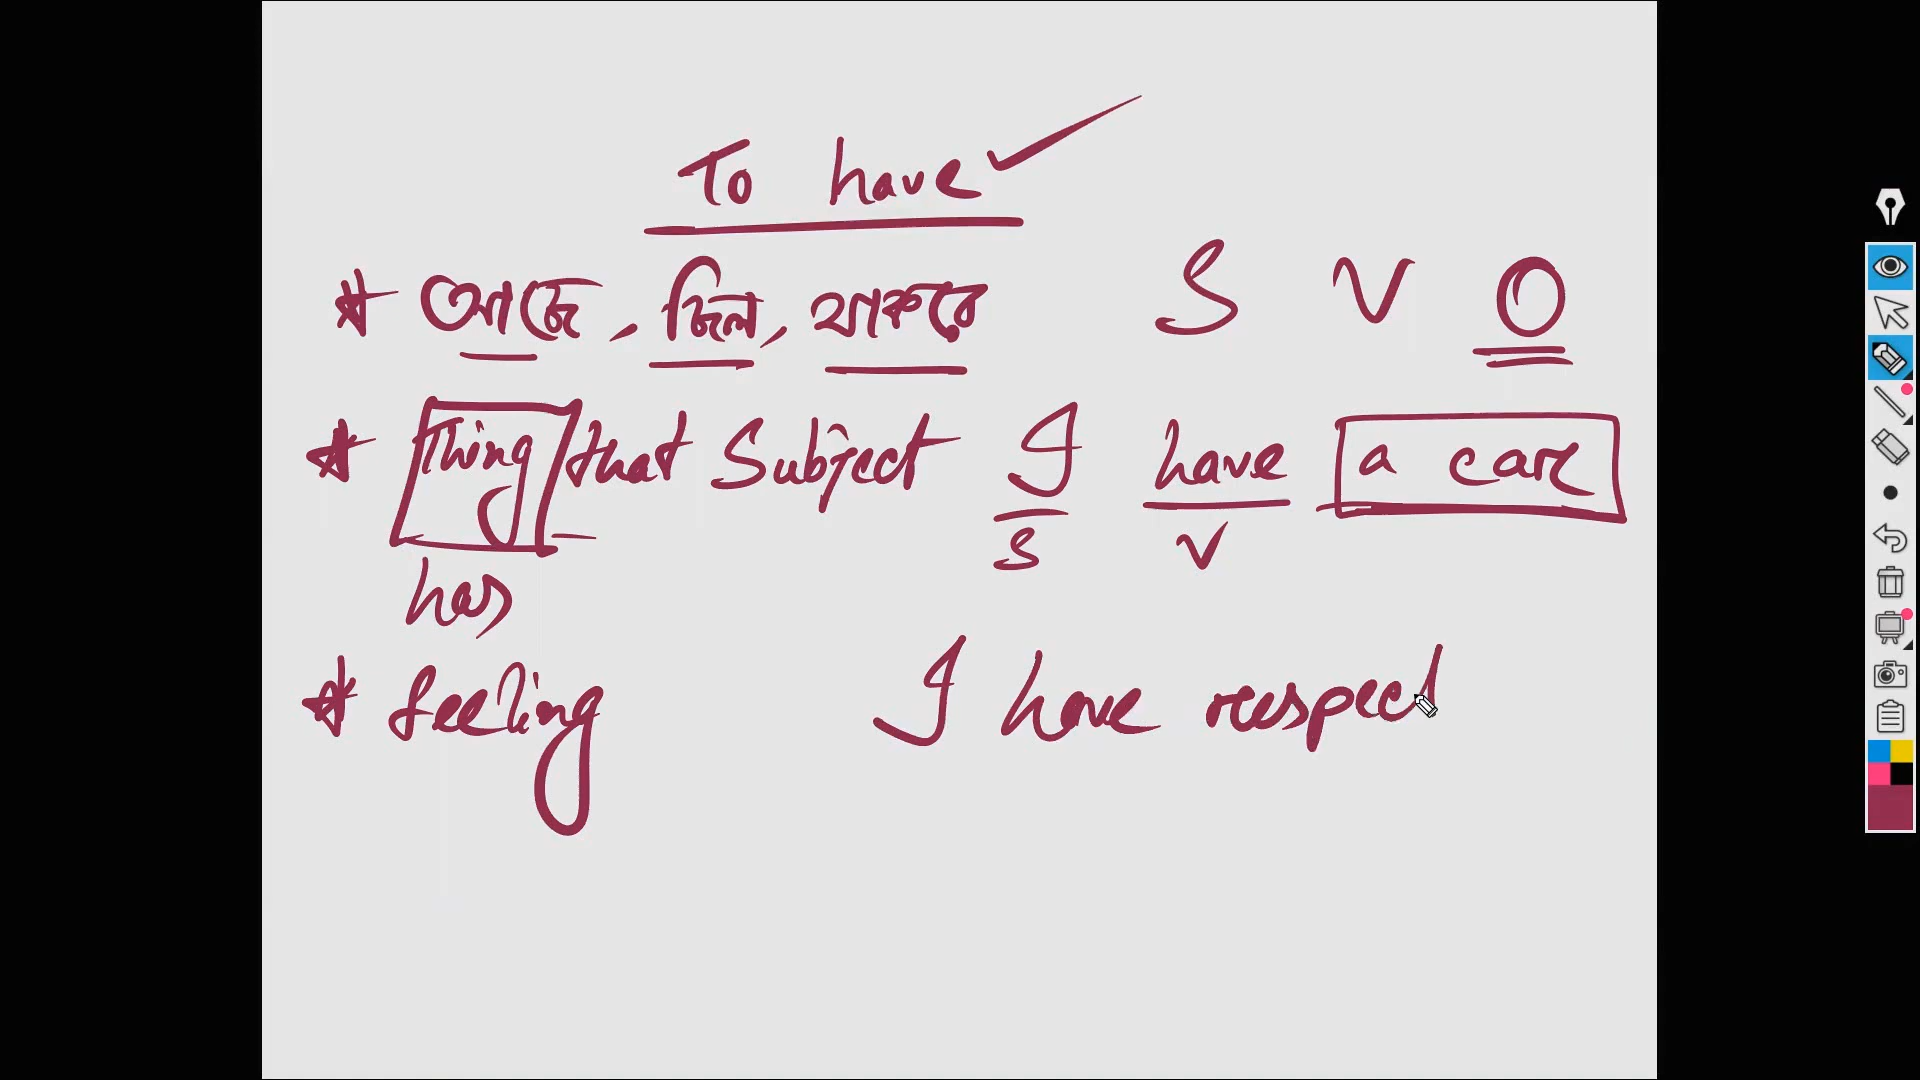 To have
* আছে, ছিল, থাকবে S V O
* Thing that Subject I have a car
S V
has
* feeling I have respect